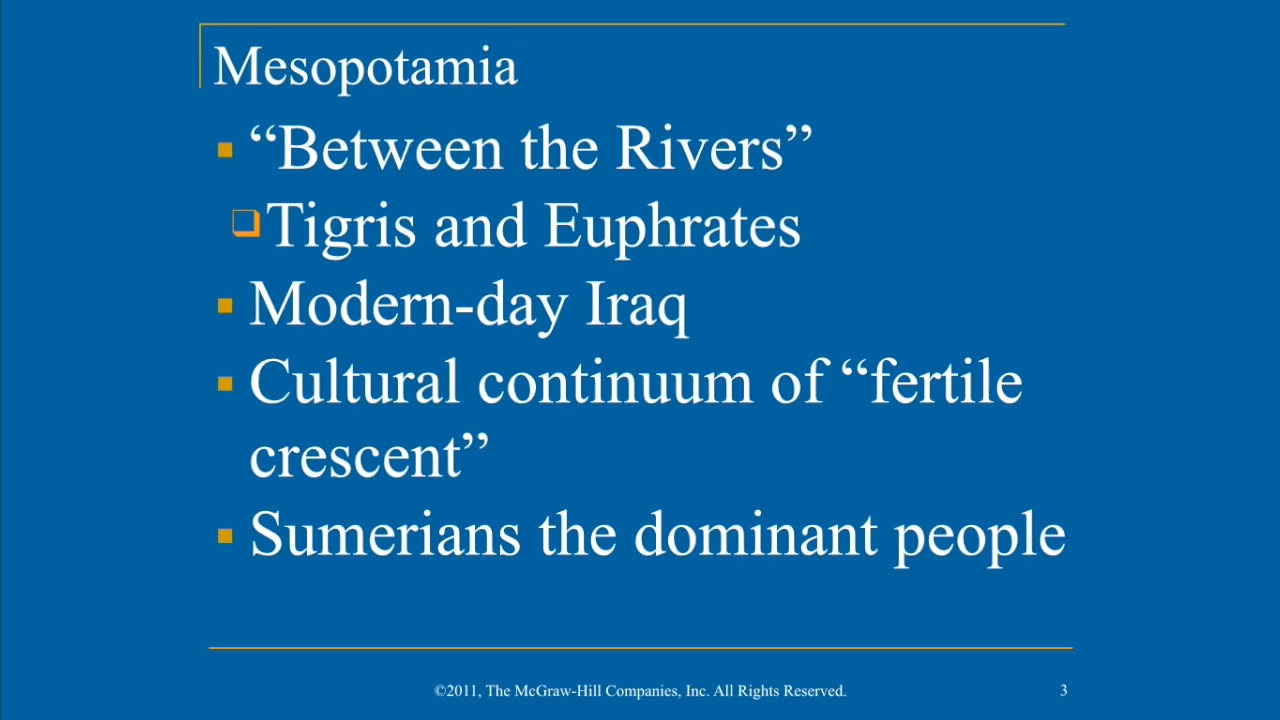 Mesopotamia
“Between the Rivers”
Tigris and Euphrates
Modern-day Iraq
Cultural continuum of “fertile
crescent”
Sumerians the dominant people
©2011, The McGraw-Hill Companies, Inc. All Rights Reserved.
3